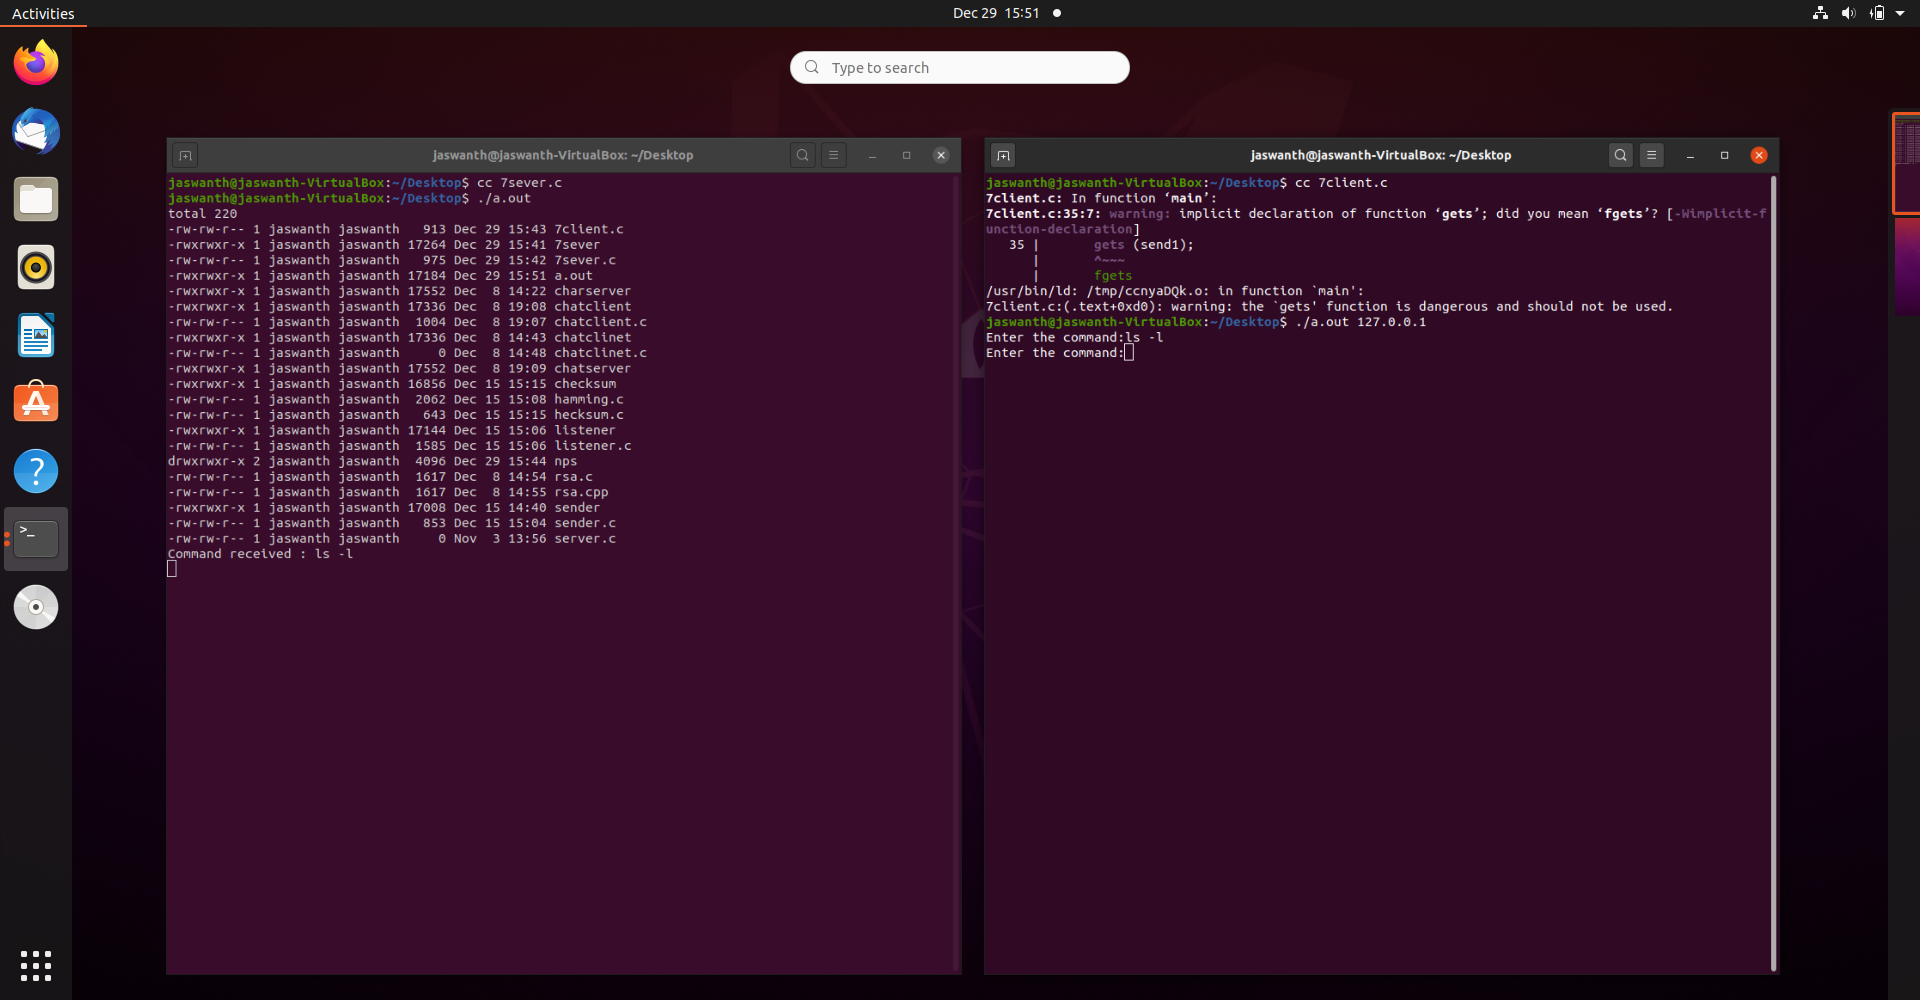 Activities
Dec 29 15:51
Type to search
jaswanth@jaswanth-VirtualBox: ~/Desktop
jaswanth@jaswanth-VirtualBox:~/Desktop$ cc 7sever.c
jaswanth@jaswanth-VirtualBox:~/Desktop$ ./a.out
total 220
-rw-rw-r-- 1 jaswanth jaswanth   913 Dec 29 15:43 7client.c
-rwxrwxr-x 1 jaswanth jaswanth 17264 Dec 29 15:41 7sever
-rw-rw-r-- 1 jaswanth jaswanth   975 Dec 29 15:42 7sever.c
-rwxrwxr-x 1 jaswanth jaswanth 17184 Dec 29 15:51 a.out
-rwxrwxr-x 1 jaswanth jaswanth 17552 Dec  8 14:22 charserver
-rwxrwxr-x 1 jaswanth jaswanth 17336 Dec  8 19:08 chatclient
-rw-rw-r-- 1 jaswanth jaswanth  1004 Dec  8 19:07 chatclient.c
-rwxrwxr-x 1 jaswanth jaswanth 17336 Dec  8 14:43 chatclinet
-rw-rw-r-- 1 jaswanth jaswanth     0 Dec  8 14:48 chatclinet.c
-rwxrwxr-x 1 jaswanth jaswanth 17552 Dec  8 19:09 chatserver
-rwxrwxr-x 1 jaswanth jaswanth 16856 Dec 15 15:15 checksum
-rw-rw-r-- 1 jaswanth jaswanth  2062 Dec 15 15:08 hamming.c
-rw-rw-r-- 1 jaswanth jaswanth   643 Dec 15 15:15 hecksum.c
-rwxrwxr-x 1 jaswanth jaswanth 17144 Dec 15 15:06 listener
-rw-rw-r-- 1 jaswanth jaswanth  1585 Dec 15 15:06 listener.c
drwxrwxr-x 2 jaswanth jaswanth  4096 Dec 29 15:44 nps
-rw-rw-r-- 1 jaswanth jaswanth  1617 Dec  8 14:54 rsa.c
-rw-rw-r-- 1 jaswanth jaswanth  1617 Dec  8 14:55 rsa.cpp
-rwxrwxr-x 1 jaswanth jaswanth 17008 Dec 15 14:40 sender
-rw-rw-r-- 1 jaswanth jaswanth   853 Dec 15 15:04 sender.c
-rw-rw-r-- 1 jaswanth jaswanth     0 Nov  3 13:56 server.c
Command received : ls -l
jaswanth@jaswanth-VirtualBox: ~/Desktop
jaswanth@jaswanth-VirtualBox:~/Desktop$ cc 7client.c
7client.c: In function ‘main’:
7client.c:35:7: warning: implicit declaration of function ‘gets’; did you mean ‘fgets’? [-Wimplicit-f
unction-declaration]
   35 |       gets (send1);
      |       ^~~~
      |       fgets
/usr/bin/ld: /tmp/ccnyaDQk.o: in function `main':
7client.c:(.text+0xd0): warning: the `gets' function is dangerous and should not be used.
jaswanth@jaswanth-VirtualBox:~/Desktop$ ./a.out 127.0.0.1
Enter the command:ls -l
Enter the command: